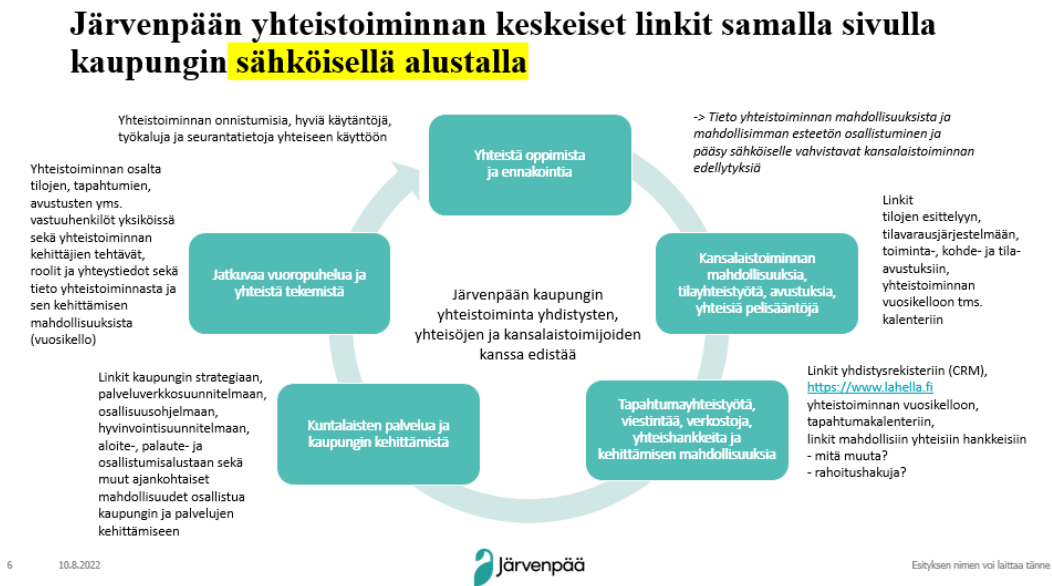 Järvenpään yhteistoiminnan keskeiset linkit samalla sivulla
kaupungin sähköisellä alustalla
Yhteistoiminnan onnistumisia, hyviä käytäntöjä,
työkaluja ja seurantatietoja yhteiseen käyttöön
Yhteistä oppimista
ja ennakointia
-> Tieto yhteistoiminnan mahdollisuuksista ja
mahdollisimman esteetön osallistuminen ja
pääsy sähköiselle vahvistavat kansalaistoiminnan
edellytyksiä
Yhteistoiminnan osalta
tilojen, tapahtumien,
avustusten yms.
vastuuhenkilöt yksiköissä
sekä yhteistoiminnan
kehittäjien tehtävät,
roolit ja yhteystiedot sekä
tieto yhteistoiminnasta ja
sen kehittämisen
mahdollisuuksista
(vuosikello)
Jatkuvaa vuoropuhelua ja
yhteistä tekemistä
Järvenpään kaupungin
yhteistoiminta yhdistysten,
yhteisöjen ja kansalaistoimijoiden
kanssa edistää
Kansalaistoiminnan
mahdollisuuksia,
tilayhteistyötä, avustuksia,
yhteisiä pelisääntöjä
Linkit
tilojen esittelyyn,
tilavarausjärjestelmään,
toiminta-, kohde- ja tila-
avustuksiin,
yhteistoiminnan
vuosikelloon tms.
kalenteriin
Linkit kaupungin strategiaan,
palveluverkkosuunnitelmaan,
osallisuusohjelmaan,
hyvinvointisuunnitelmaan,
aloite-, palaute- ja
osallistumisalustaan sekä
muut ajankohtaiset
mahdollisuudet osallistua
kaupungin ja palvelujen
kehittämiseen
Kuntalaisten palvelua ja
kaupungin kehittämistä
Tapahtumayhteistyötä,
viestintää, verkostoja,
yhteishankkeita ja
kehittämisen mahdollisuuksia
Linkit yhdistysrekisteriin (CRM),
https://www.lahella.fi
yhteistoiminnan vuosikelloon,
tapahtumakalenteriin,
linkit mahdollisiin yhteisiin hankkeisiin
- mitä muuta?
- rahoitushakuja?
6
10.8.2022
Järvenpää
Esityksen nimen voi laittaa tänne